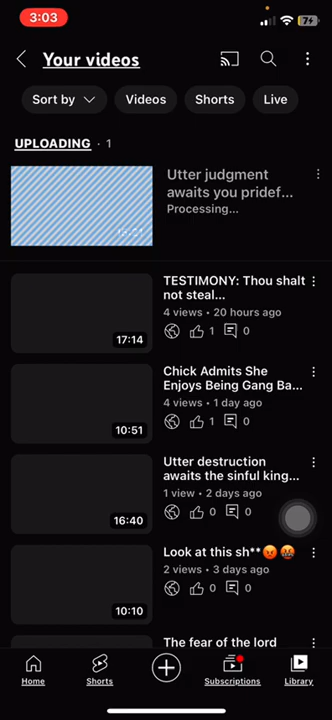 3:03
7
Your videos
Sort by
Videos
Shorts
Live
UPLOADING · 1
Utter judgment
awaits you pridef...
Processing...
TESTIMONY: Thou shalt
not steal...
4 views • 20 hours ago
1
0
17:14
Chick Admits She
Enjoys Being Gang Ba...
4 views • 1 day ago
1
0
10:51
Utter destruction
awaits the sinful king...
1 view • 2 days ago
0
0
16:40
Look at this sh**😡🤬
2 views • 3 days ago
0
0
10:10
The fear of the lord
Home
Shorts
Subscriptions
Library